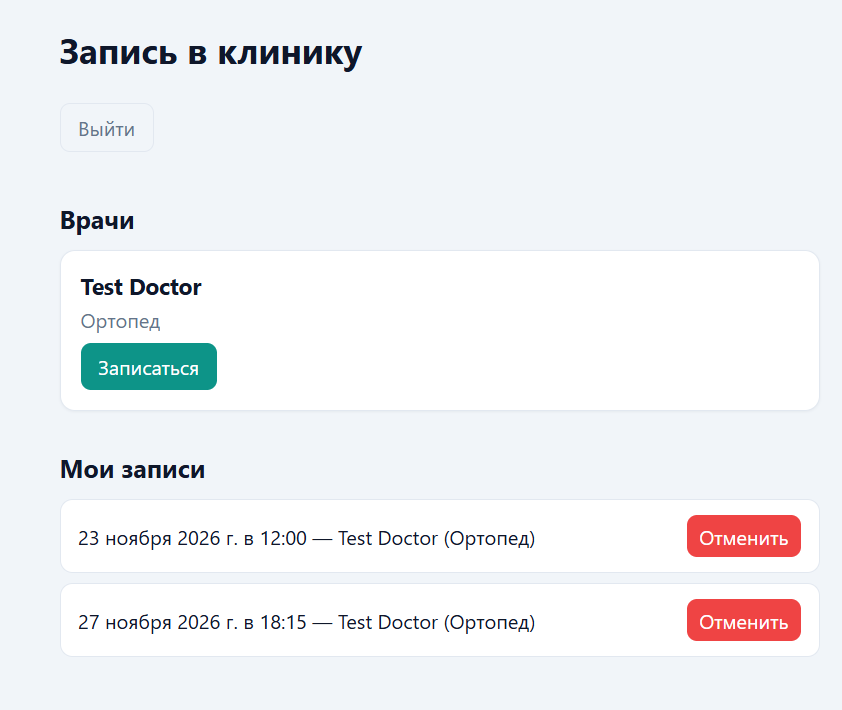 Запись в клинику
Выйти
Врачи
Test Doctor
Ортопед
Записаться
Мои записи
23 ноября 2026 г. в 12:00 — Test Doctor (Ортопед)
Отменить
27 ноября 2026 г. в 18:15 — Test Doctor (Ортопед)
Отменить